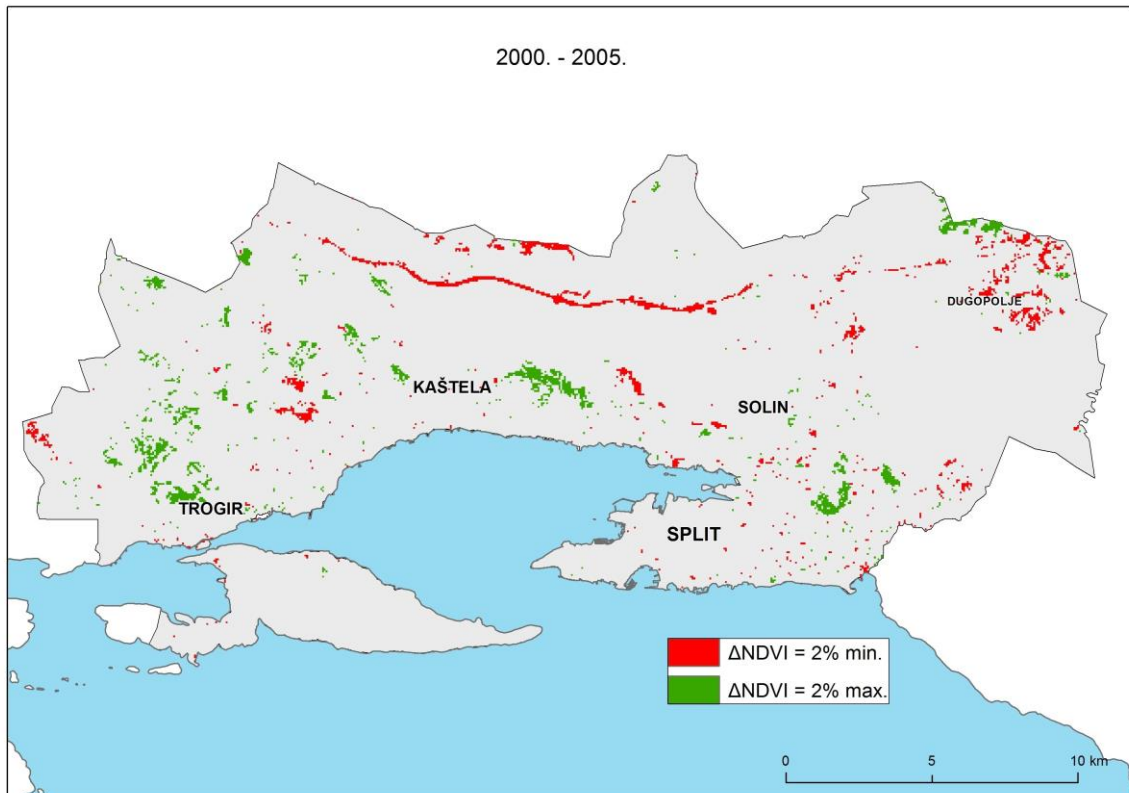 2000. - 2005.
DUGOPOLJE
KAŠTELA
SOLIN
TROGIR
SPLIT
ΔNDVI = 2% min.
ΔNDVI = 2% max.
0 5 10 km